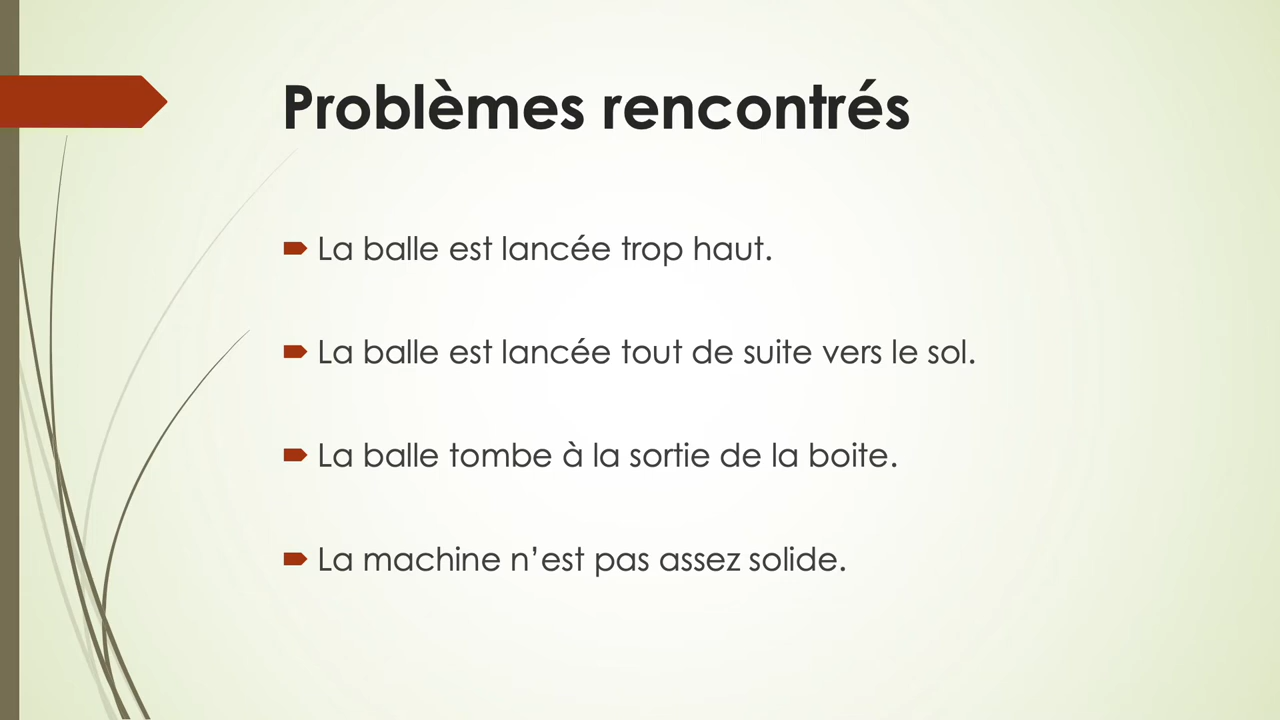 Problèmes rencontrés
La balle est lancée trop haut.
La balle est lancée tout de suite vers le sol.
La balle tombe à la sortie de la boite.
La machine n’est pas assez solide.